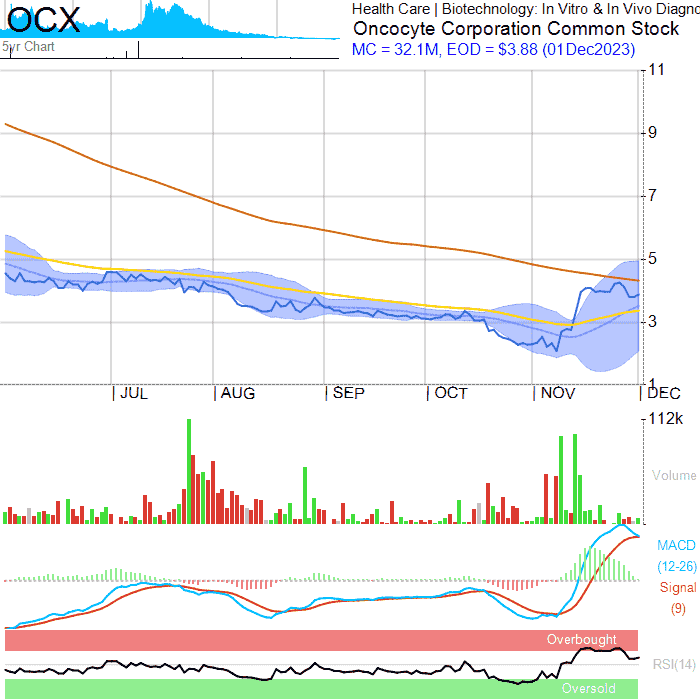 OCX
5yr Chart
Health Care | Biotechnology: In Vitro & In Vivo Diagno
Oncocyte Corporation Common Stock
MC = 32.1M, EOD = $3.88 (01Dec2023)
11
9
7
5
3
1
JUL
AUG
SEP
OCT
NOV
DEC
112k
Volume
MACD
(12-26)
Signal
(9)
Overbought
RSI(14)
Oversold